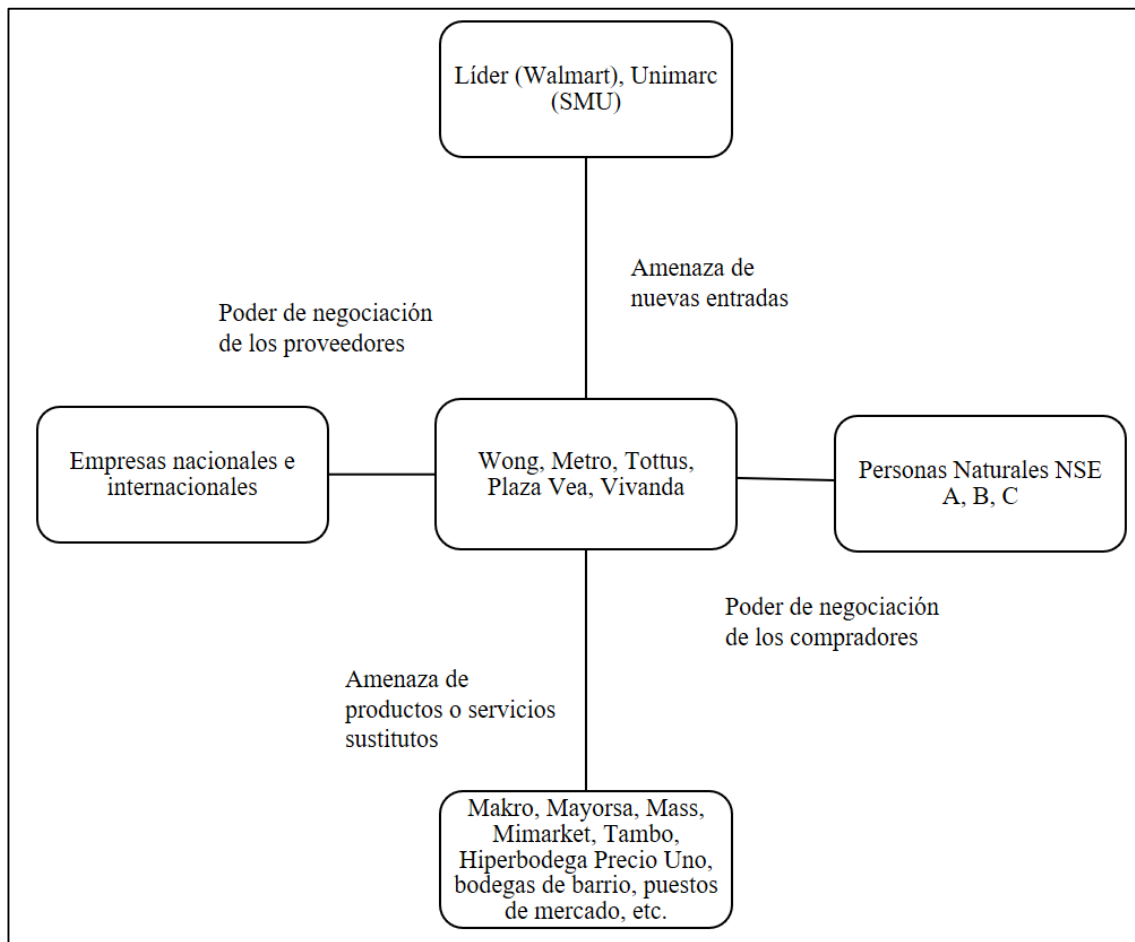 Líder (Walmart), Unimarc
(SMU)
Amenaza de
nuevas entradas
Poder de negociación
de los proveedores
Empresas nacionales e
internacionales
Wong, Metro, Tottus,
Plaza Vea, Vivanda
Personas Naturales NSE
A, B, C
Poder de negociación
de los compradores
Amenaza de
productos o servicios
sustitutos
Makro, Mayorsa, Mass,
Mimarket, Tambo,
Hiperbodega Precio Uno,
bodegas de barrio, puestos
de mercado, etc.